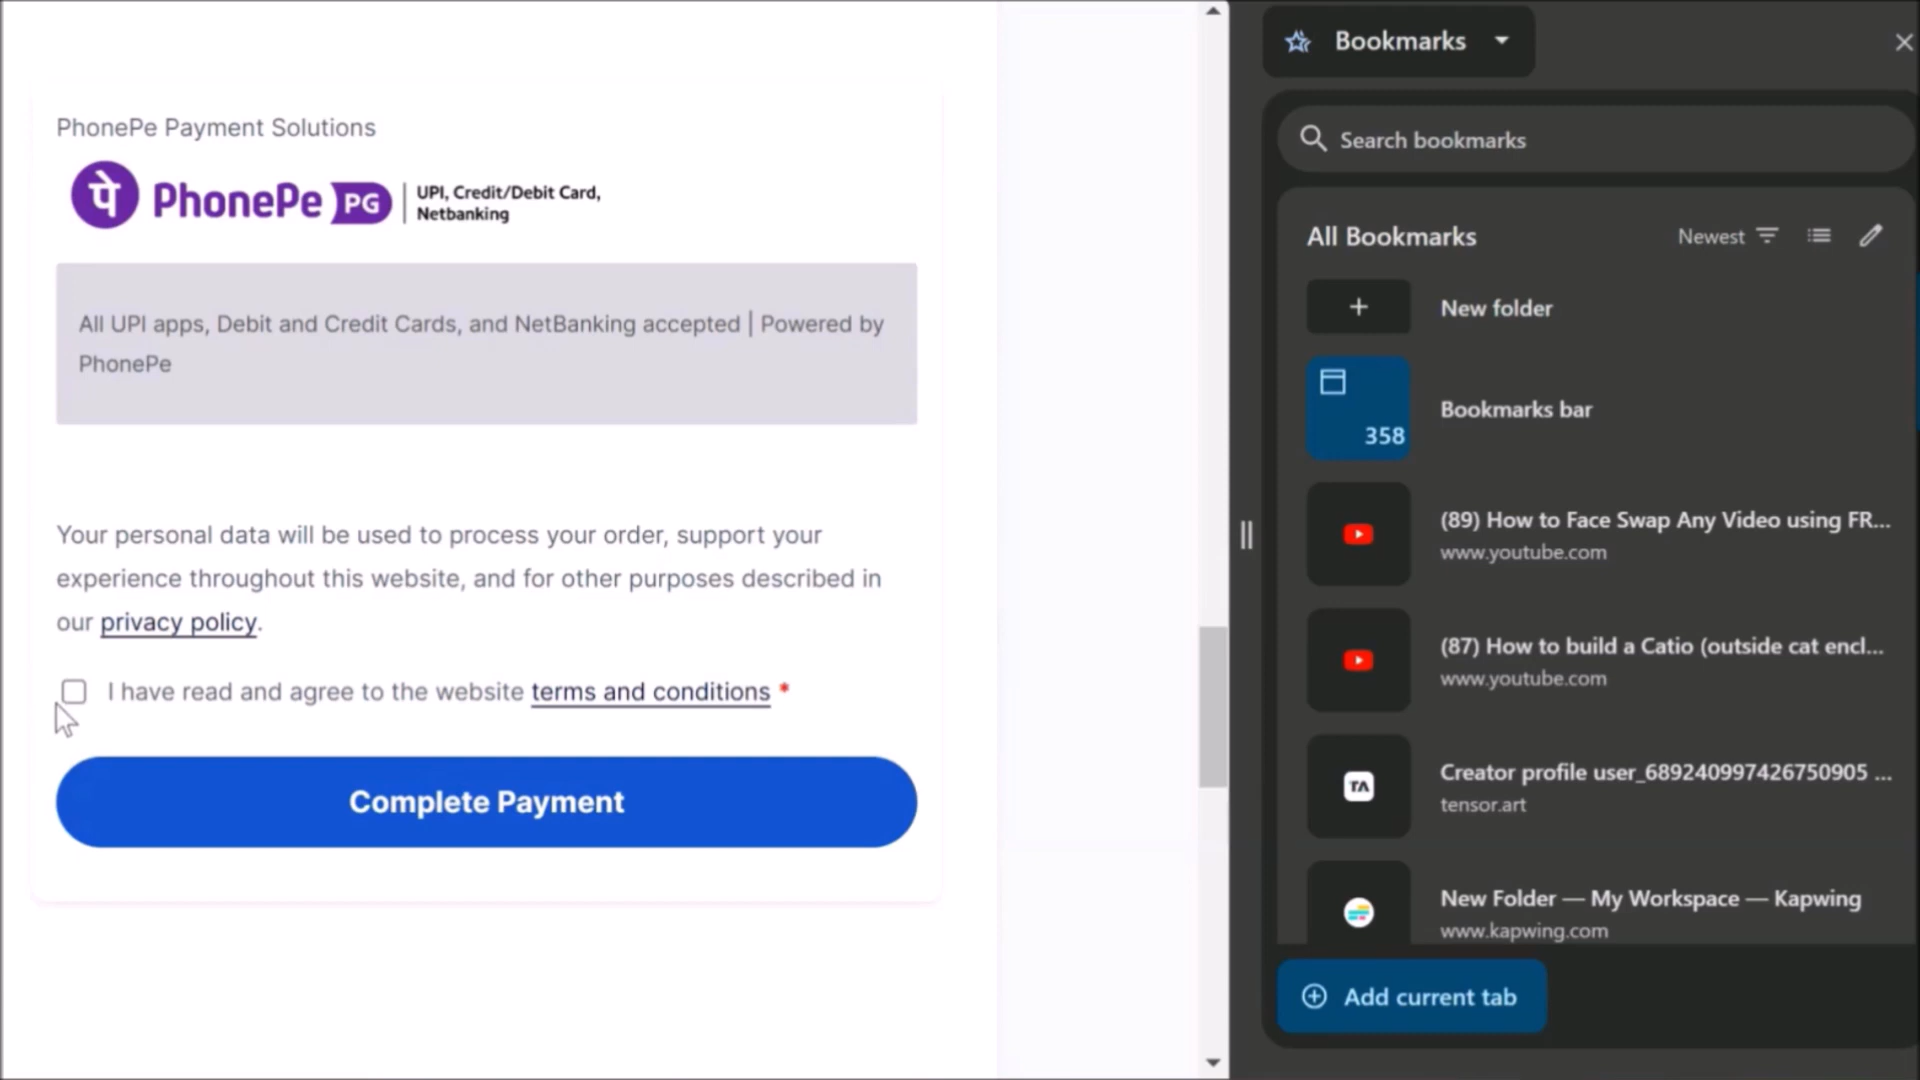 PhonePe Payment Solutions
पे PhonePe PG UPI, Credit/Debit Card,
Netbanking
All UPI apps, Debit and Credit Cards, and NetBanking accepted | Powered by
PhonePe
Your personal data will be used to process your order, support your
experience throughout this website, and for other purposes described in
our privacy policy.
I have read and agree to the website terms and conditions *
Complete Payment
Bookmarks
Search bookmarks
All Bookmarks Newest
New folder
358 Bookmarks bar
(89) How to Face Swap Any Video using FR...
www.youtube.com
(87) How to build a Catio (outside cat encl...
www.youtube.com
TA Creator profile user_689240997426750905 ...
tensor.art
New Folder — My Workspace — Kapwing
www.kapwing.com
Add current tab